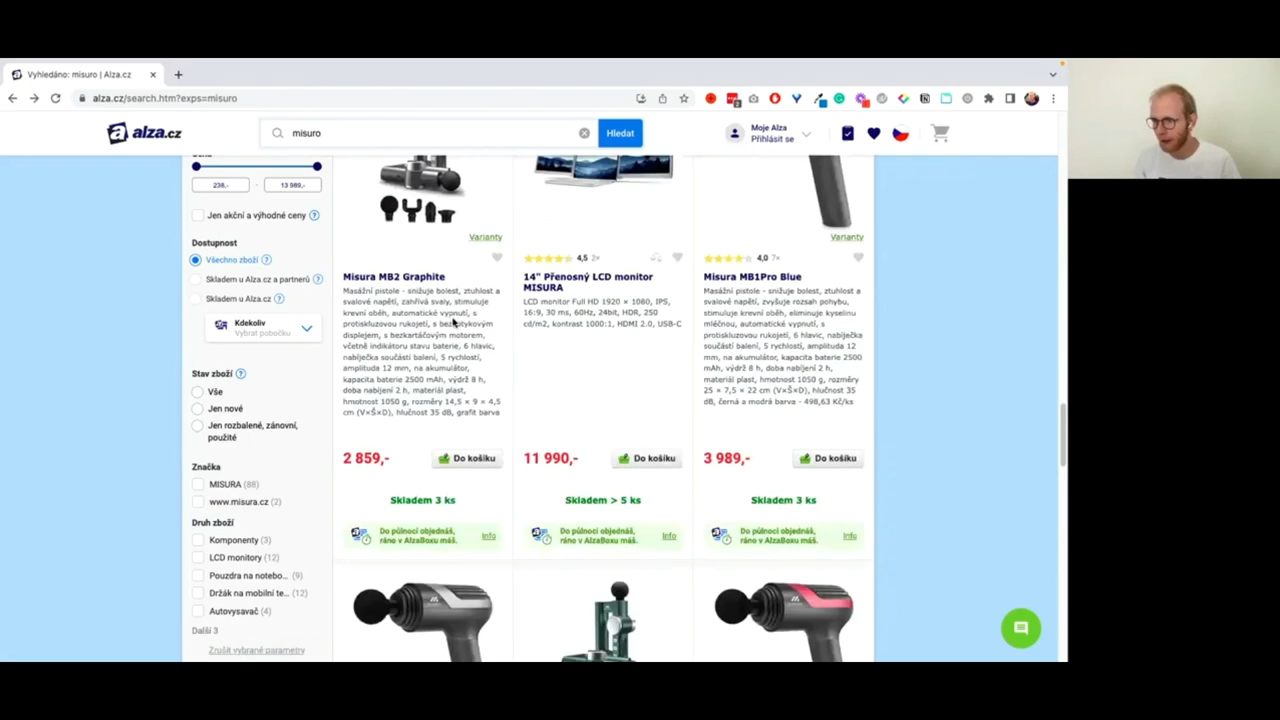 Vyhledáno: misuro | Alza.cz
alza.cz/search.htm?exps=misuro
alza.cz
misuro
Hledat
Moje Alza
Přihlásit se
238,-
-
13 989,-
Jen akční a výhodné ceny ?
Dostupnost
Všechno zboží ?
Skladem u Alza.cz a partnerů ?
Skladem u Alza.cz ?
Kdekoliv
Vybrat pobočku
Stav zboží ?
Vše
Jen nové
Jen rozbalené, zánovní,
použité
Značka
MISURA (88)
www.misura.cz (2)
Druh zboží
Komponenty (3)
LCD monitory (12)
Pouzdra na notebo... (9)
Držák na mobilní te... (12)
Autovysavač (4)
Další 3
Zrušit vybrané parametry
Varianty
Misura MB2 Graphite
Masážní pistole - snižuje bolest, ztuhlost a
svalové napětí, zahřívá svaly, stimuluje
krevní oběh, automatické vypnutí, s
protiskluzovou rukojetí, s bezdotykovým
displejem, s bezkartáčovým motorem,
včetně indikátoru stavu baterie, 6 hlavic,
nabíječka součástí balení, 5 rychlostí,
amplituda 12 mm, na akumulátor,
kapacita baterie 2500 mAh, výdrž 8 h,
doba nabíjení 2 h, materiál plast,
hmotnost 1050 g, rozměry 14,5 × 9 × 4,5
cm (V×Š×D), hlučnost 35 dB, grafit barva
2 859,-
Do košíku
Skladem 3 ks
Do půlnoci objednáš,
ráno v AlzaBoxu máš.
Info
4,5 2×
14" Přenosný LCD monitor
MISURA
LCD monitor Full HD 1920 × 1080, IPS,
16:9, 30 ms, 60Hz, 24bit, HDR, 250
cd/m2, kontrast 1000:1, HDMI 2.0, USB-C
11 990,-
Do košíku
Skladem > 5 ks
Do půlnoci objednáš,
ráno v AlzaBoxu máš.
Info
Varianty
4,0 7×
Misura MB1Pro Blue
Masážní pistole - snižuje bolest, ztuhlost a
svalové napětí, zvyšuje rozsah pohybu,
stimuluje krevní oběh, eliminuje kyselinu
mléčnou, automatické vypnutí, s
protiskluzovou rukojetí, 6 hlavic, nabíječka
součástí balení, 5 rychlostí, amplituda 12
mm, na akumulátor, kapacita baterie 2500
mAh, výdrž 8 h, doba nabíjení 2 h,
materiál plast, hmotnost 1050 g, rozměry
25 × 7,5 × 22 cm (V×Š×D), hlučnost 35
dB, černá a modrá barva - 498,63 Kč/ks
3 989,-
Do košíku
Skladem 3 ks
Do půlnoci objednáš,
ráno v AlzaBoxu máš.
Info